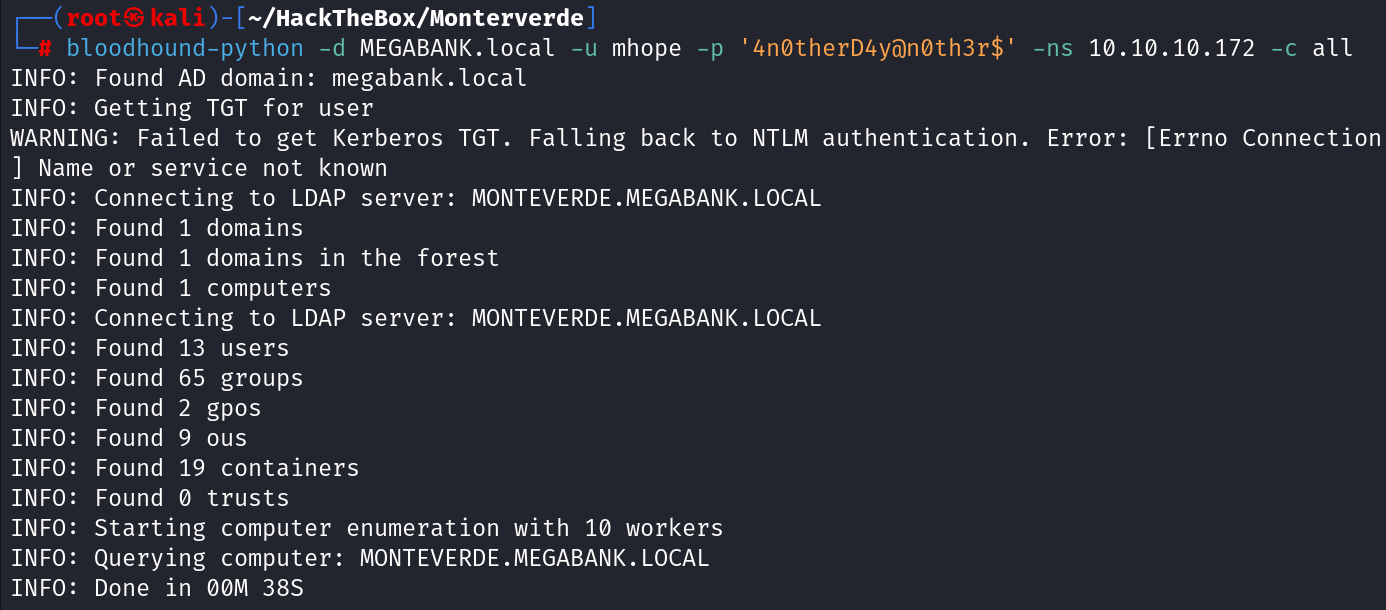 ┌──(root㉿kali)-[~/HackTheBox/Monterverde]
└─# bloodhound-python -d MEGABANK.local -u mhope -p '4n0therD4y@n0th3r$' -ns 10.10.10.172 -c all
INFO: Found AD domain: megabank.local
INFO: Getting TGT for user
WARNING: Failed to get Kerberos TGT. Falling back to NTLM authentication. Error: [Errno Connection
] Name or service not known
INFO: Connecting to LDAP server: MONTEVERDE.MEGABANK.LOCAL
INFO: Found 1 domains
INFO: Found 1 domains in the forest
INFO: Found 1 computers
INFO: Connecting to LDAP server: MONTEVERDE.MEGABANK.LOCAL
INFO: Found 13 users
INFO: Found 65 groups
INFO: Found 2 gpos
INFO: Found 9 ous
INFO: Found 19 containers
INFO: Found 0 trusts
INFO: Starting computer enumeration with 10 workers
INFO: Querying computer: MONTEVERDE.MEGABANK.LOCAL
INFO: Done in 00M 38S